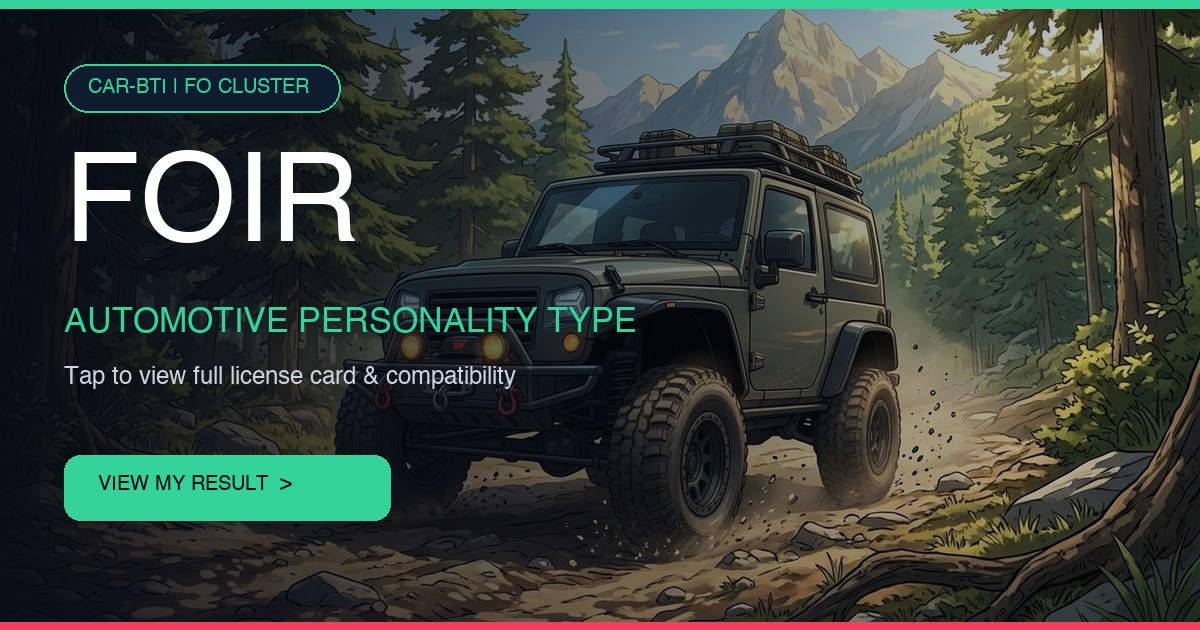 CAR-BTI | FO CLUSTER
FOIR
AUTOMOTIVE PERSONALITY TYPE
Tap to view full license card & compatibility
VIEW MY RESULT >